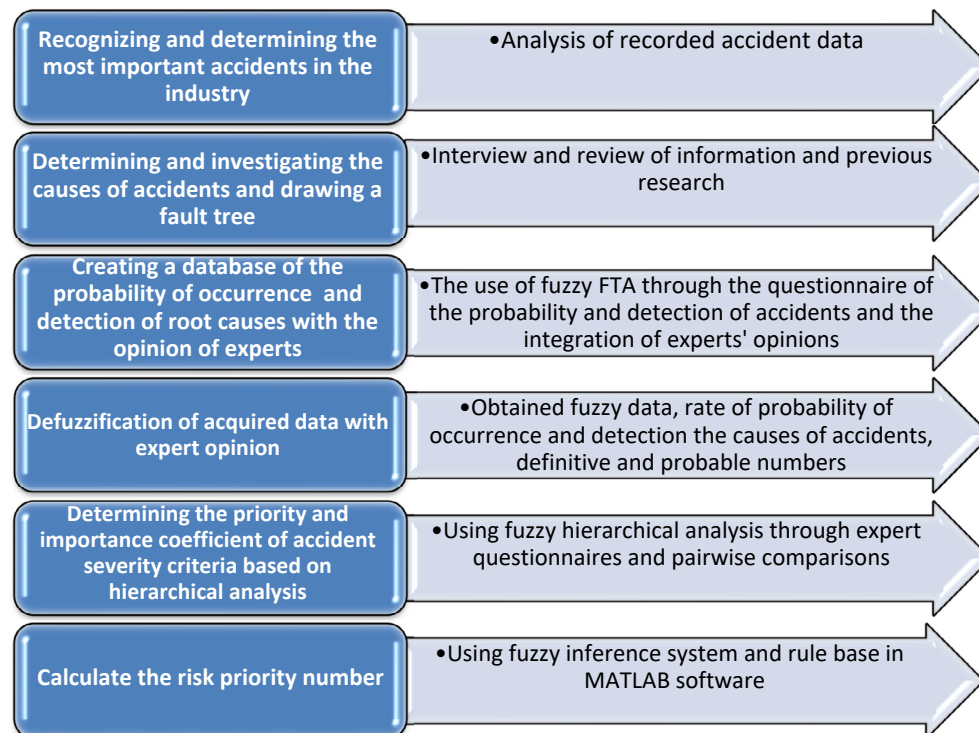 Recognizing and determining the
most important accidents in the
industry
•Analysis of recorded accident data
Determining and investigating the
causes of accidents and drawing a
fault tree
•Interview and review of information and previous
research
Creating a database of the
probability of occurrence and
detection of root causes with the
opinion of experts
•The use of fuzzy FTA through the questionnaire of
the probability and detection of accidents and the
integration of experts' opinions
Defuzzification of acquired data with
expert opinion
•Obtained fuzzy data, rate of probability of
occurrence and detection the causes of accidents,
definitive and probable numbers
Determining the priority and
importance coefficient of accident
severity criteria based on
hierarchical analysis
•Using fuzzy hierarchical analysis through expert
questionnaires and pairwise comparisons
Calculate the risk priority number
•Using fuzzy inference system and rule base in
MATLAB software